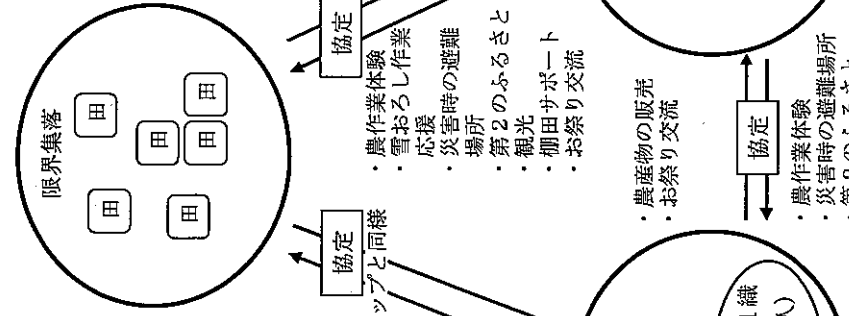 限界集落
田
田
田
田
田
田
協定
・農作業体験
・雪おろし作業
応援
・災害時の避難
場所
・第2のふるさと
・観光
・棚田サポート
・お祭り交流
協定
ップと同様
・農産物の販売
・お祭り交流
協定
・農作業体験
・災害時の避難場所
織